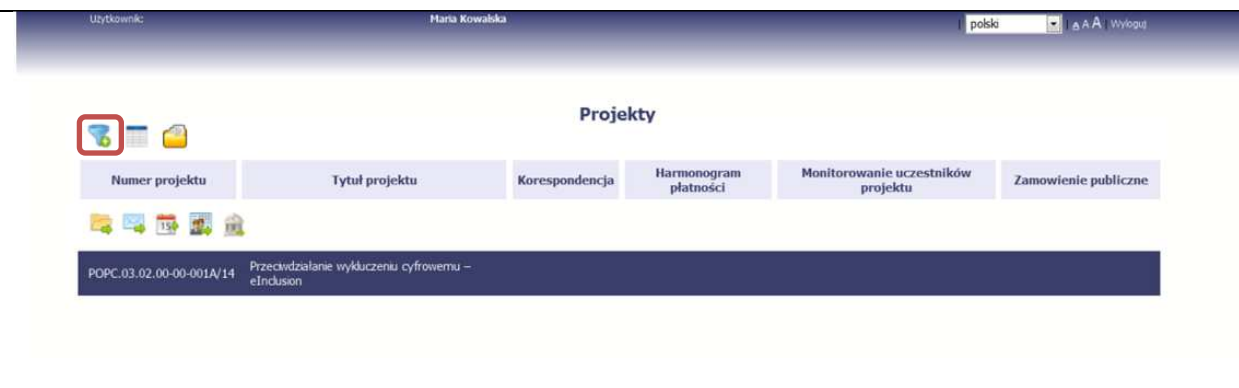 Użytkownik: Maria Kowalska | polski | A A A | Wyloguj
Projekty
Numer projektu Tytuł projektu Korespondencja Harmonogram płatności Monitorowanie uczestników projektu Zamowienie publiczne
15
POPC.03.02.00-00-001A/14 Przeciwdziałanie wykluczeniu cyfrowemu –
eInclusion